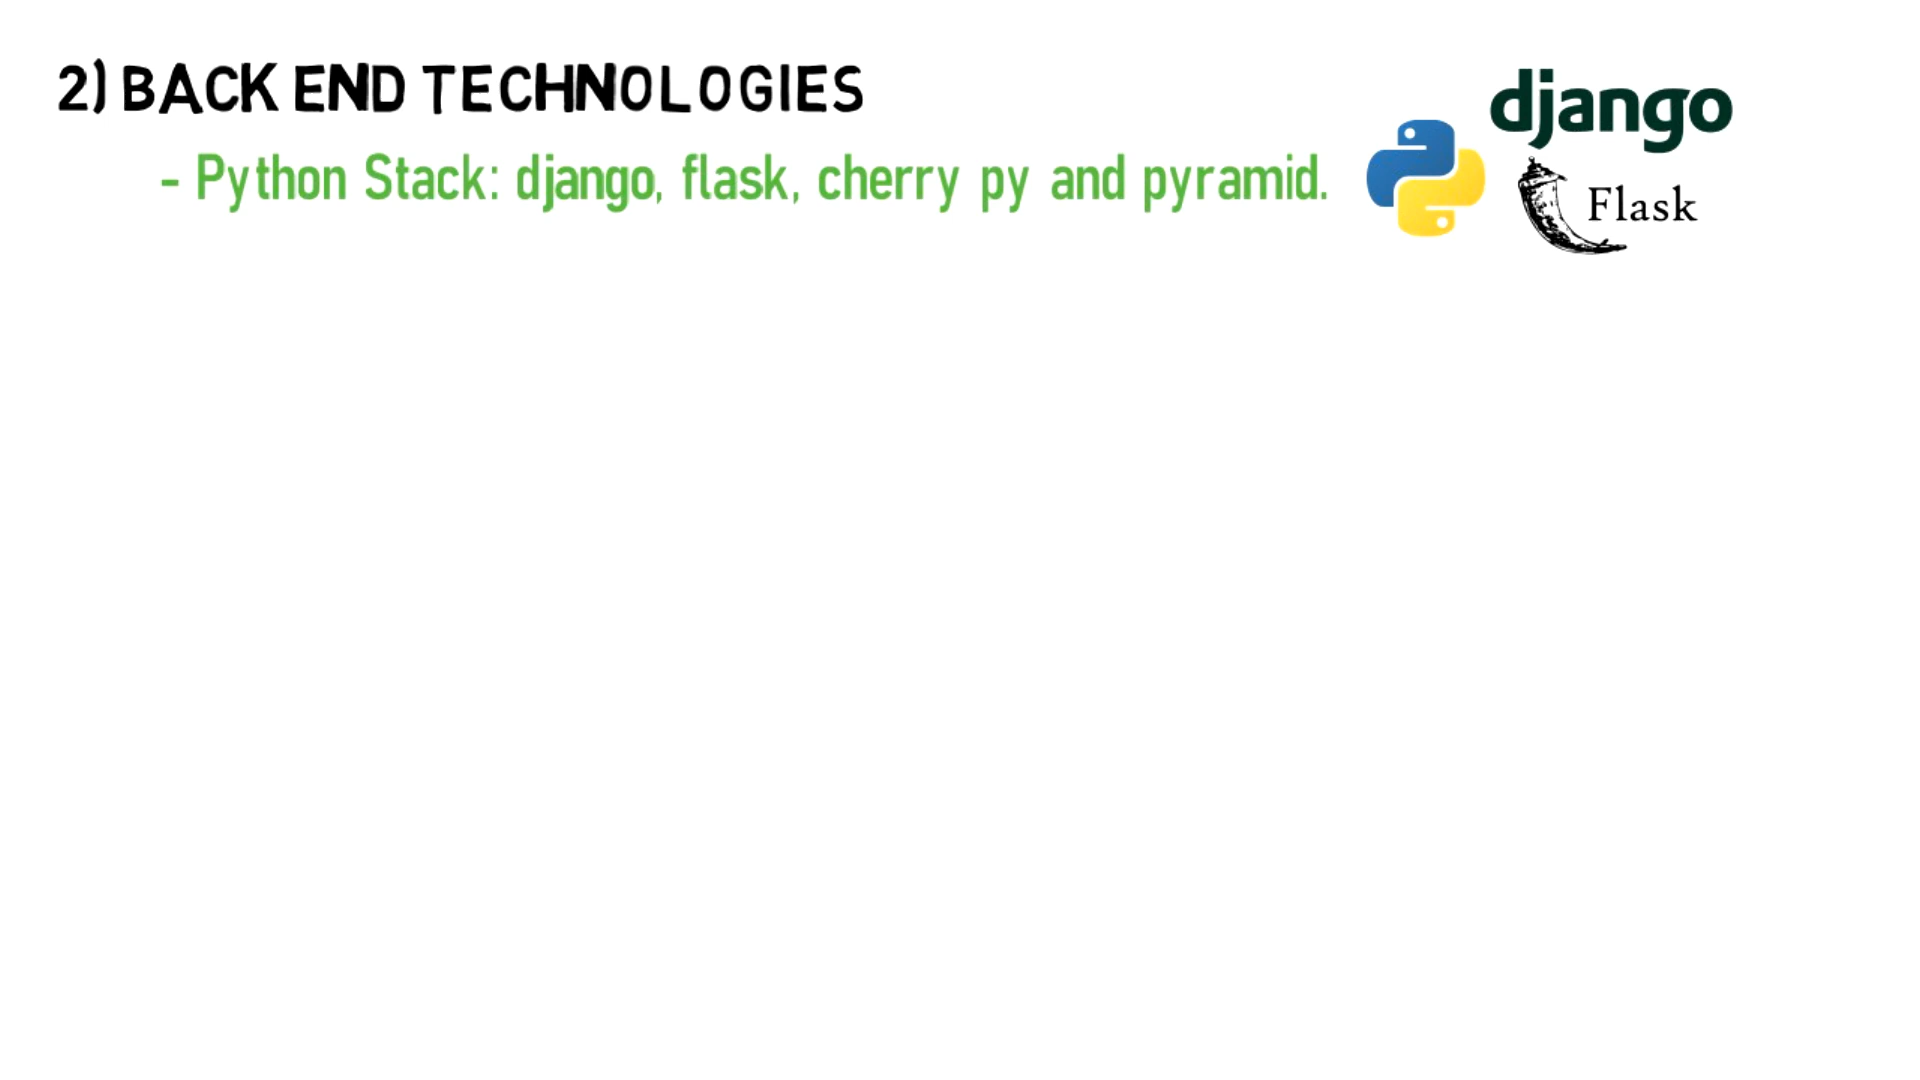 2) BACK END TECHNOLOGIES
- Python Stack: django, flask, cherry py and pyramid.
django
Flask